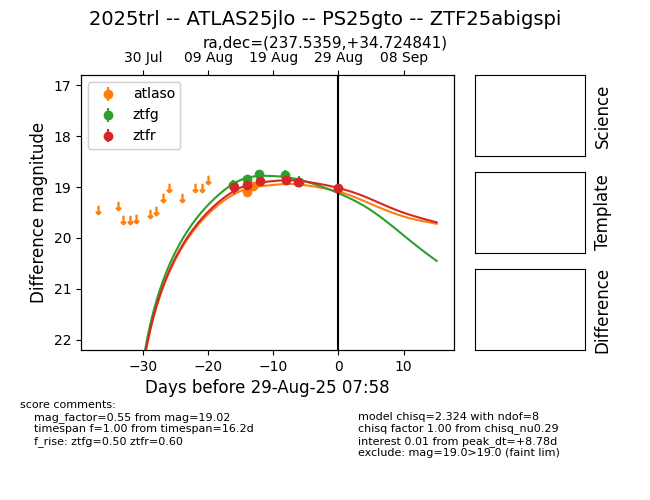 2025trl -- ATLAS25jlo -- PS25gto -- ZTF25abigspi
ra,dec=(237.5359,+34.724841)
30 Jul 09 Aug 19 Aug 29 Aug 08 Sep
atlaso
ztfg
ztfr
17
18
19
20
21
22
Difference magnitude
−30 −20 −10 0 10
Days before 29-Aug-25 07:58
Science
Template
Difference
score comments:
mag_factor=0.55 from mag=19.02
timespan f=1.00 from timespan=16.2d
f_rise: ztfg=0.50 ztfr=0.60
model chisq=2.324 with ndof=8
chisq factor 1.00 from chisq_nu0.29
interest 0.01 from peak_dt=+8.78d
exclude: mag=19.0>19.0 (faint lim)